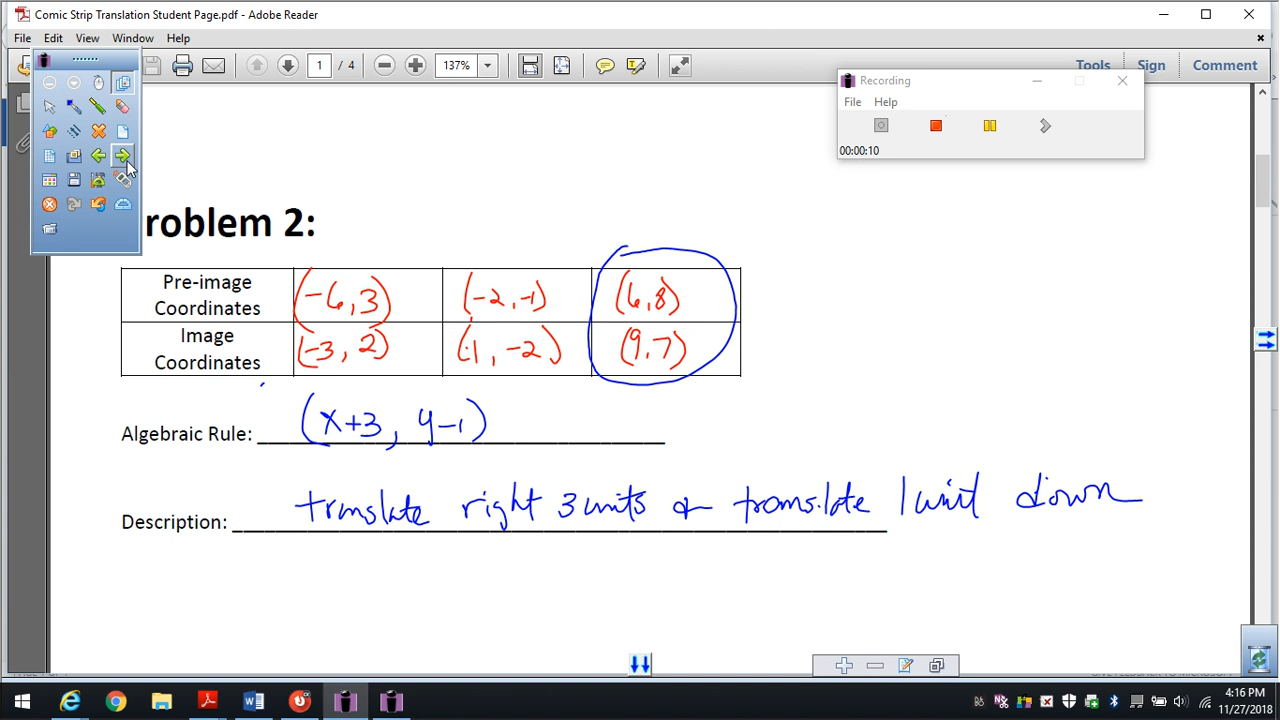 Comic Strip Translation Student Page.pdf - Adobe Reader
File Edit View Window Help
1 / 4 137% Tools Sign Comment
Recording
File Help
00:00:10
roblem 2:
Pre-image Coordinates (-6,3) (-2,-1) (6,8)
Image Coordinates (-3,2) (1,-2) (9,7)
Algebraic Rule: (x+3, y-1)
Description: translate right 3 units & translate 1 unit down
4:16 PM
11/27/2018